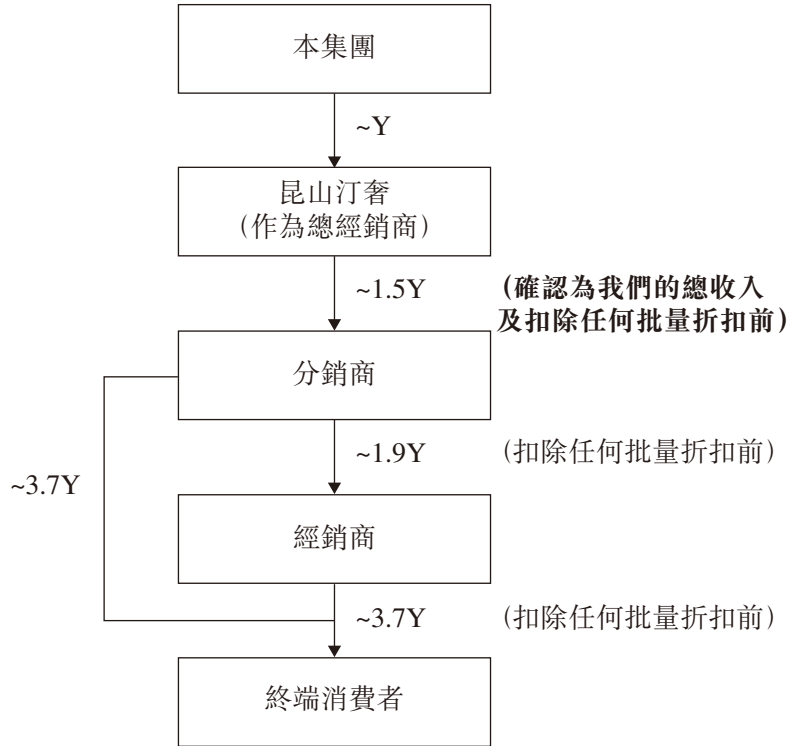 本集團
~Y
昆山汀奢
(作為總經銷商)
~1.5Y
(確認為我們的總收入
及扣除任何批量折扣前)
分銷商
~1.9Y
(扣除任何批量折扣前)
~3.7Y
經銷商
~3.7Y
(扣除任何批量折扣前)
終端消費者